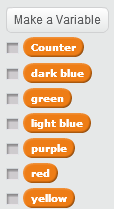 Make a Variable
Counter
dark blue
green
light blue
purple
red
yellow